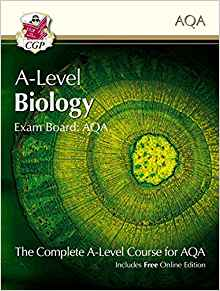 CGP
AQA
A-Level
Biology
Exam Board: AQA
The Complete A-Level Course for AQA
Includes Free Online Edition